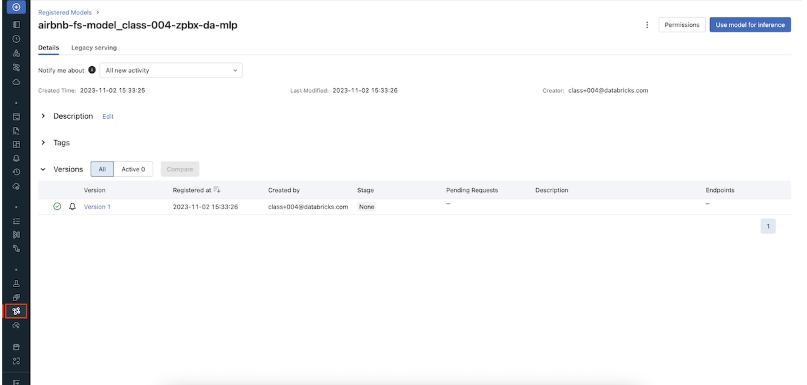 Registered Models >
airbnb-fs-model_class-004-zpbx-da-mlp
Permissions
Use model for inference
Details Legacy serving
Notify me about All new activity
Created Time: 2023-11-02 15:33:25 Last Modified: 2023-11-02 15:33:26 Creator: class+004@databricks.com
Description Edit
Tags
Versions All Active 0 Compare
Version Registered at Created by Stage Pending Requests Description Endpoints
Version 1 2023-11-02 15:33:26 class+004@databricks.com None – –
1